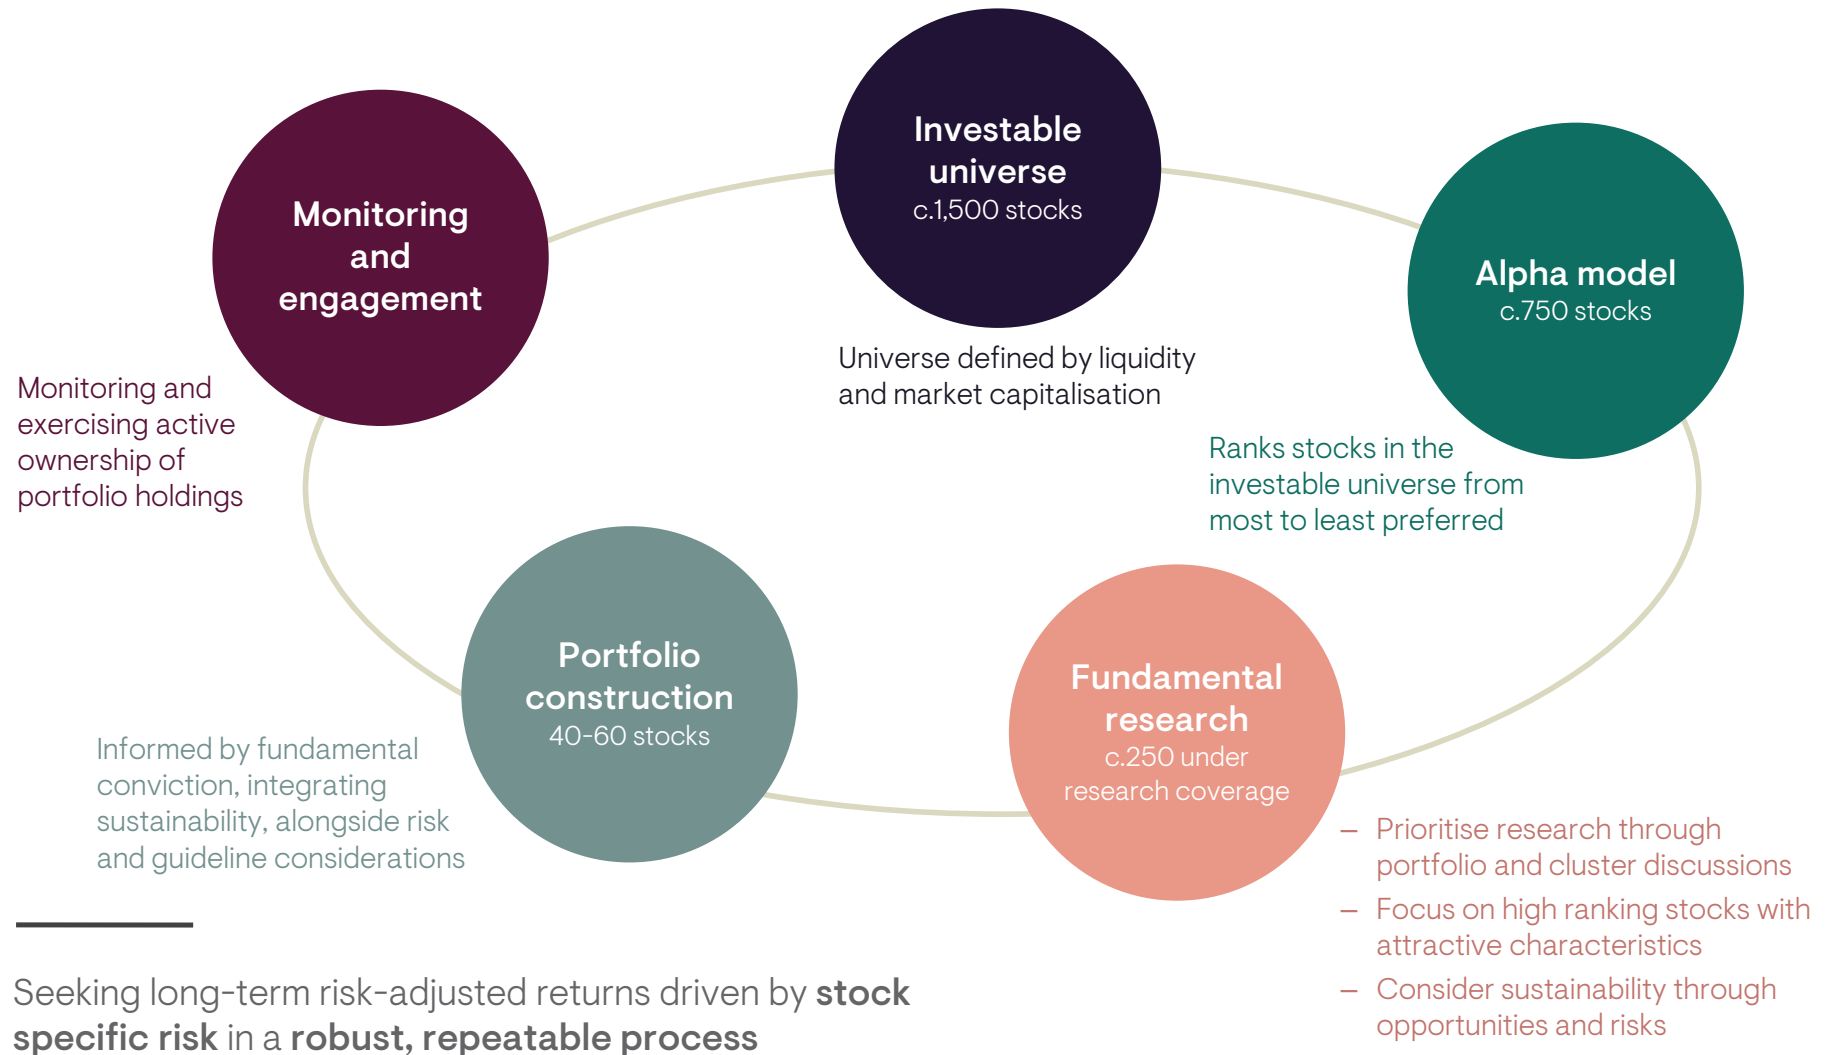 Investable
universe
c.1,500 stocks
Universe defined by liquidity
and market capitalisation
Alpha model
c.750 stocks
Ranks stocks in the
investable universe from
most to least preferred
Fundamental
research
c.250 under
research coverage
– Prioritise research through
portfolio and cluster discussions
– Focus on high ranking stocks with
attractive characteristics
– Consider sustainability through
opportunities and risks
Portfolio
construction
40-60 stocks
Informed by fundamental
conviction, integrating
sustainability, alongside risk
and guideline considerations
Monitoring
and
engagement
Monitoring and
exercising active
ownership of
portfolio holdings
Seeking long-term risk-adjusted returns driven by stock
specific risk in a robust, repeatable process